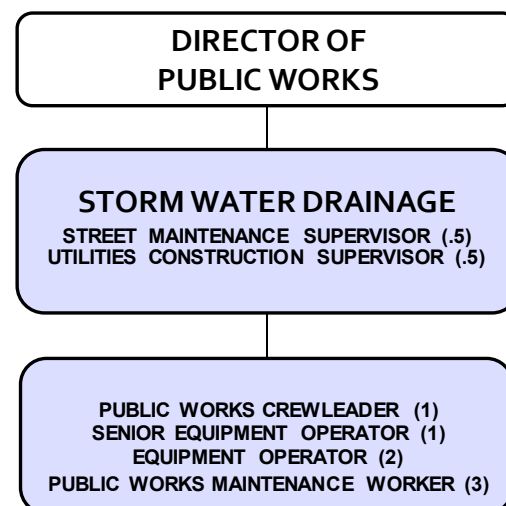 DIRECTOR OF
PUBLIC WORKS
STORM WATER DRAINAGE
STREET MAINTENANCE SUPERVISOR (.5)
UTILITIES CONSTRUCTION SUPERVISOR (.5)
PUBLIC WORKS CREWLEADER (1)
SENIOR EQUIPMENT OPERATOR (1)
EQUIPMENT OPERATOR (2)
PUBLIC WORKS MAINTENANCE WORKER (3)